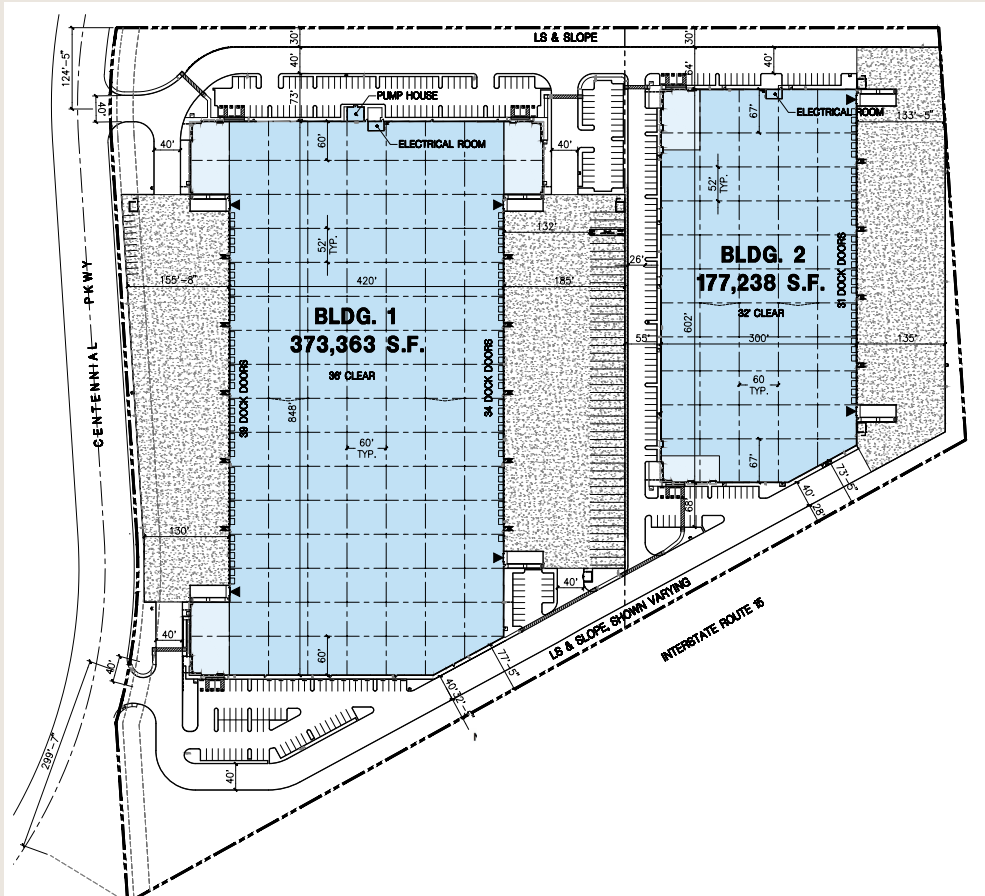 LS & SLOPE
124'-5"
30'
40'
73'
30'
64'
40'
PUMP HOUSE
ELECTRICAL ROOM
60'
40'
40'
40'
67'
ELECTRICAL ROOM
133'-5"
52'
TYP.
52'
TYP.
132'
26'
155'-8"
420'
185'
BLDG. 1
373,363 S.F.
36' CLEAR
BLDG. 2
177,238 S.F.
32' CLEAR
602'
300'
55'
135'
31 DOCK DOORS
CENTENNIAL PKWY
39 DOCK DOORS
34 DOCK DOORS
848'
60'
TYP.
60
TYP.
67'
73'-5"
40'
28'
68'
130'
40'
40'
40'
60'
LS & SLOPE, SHOWN VARYING
INTERSTATE ROUTE 15
77'-5"
40'
299'-7"
40'